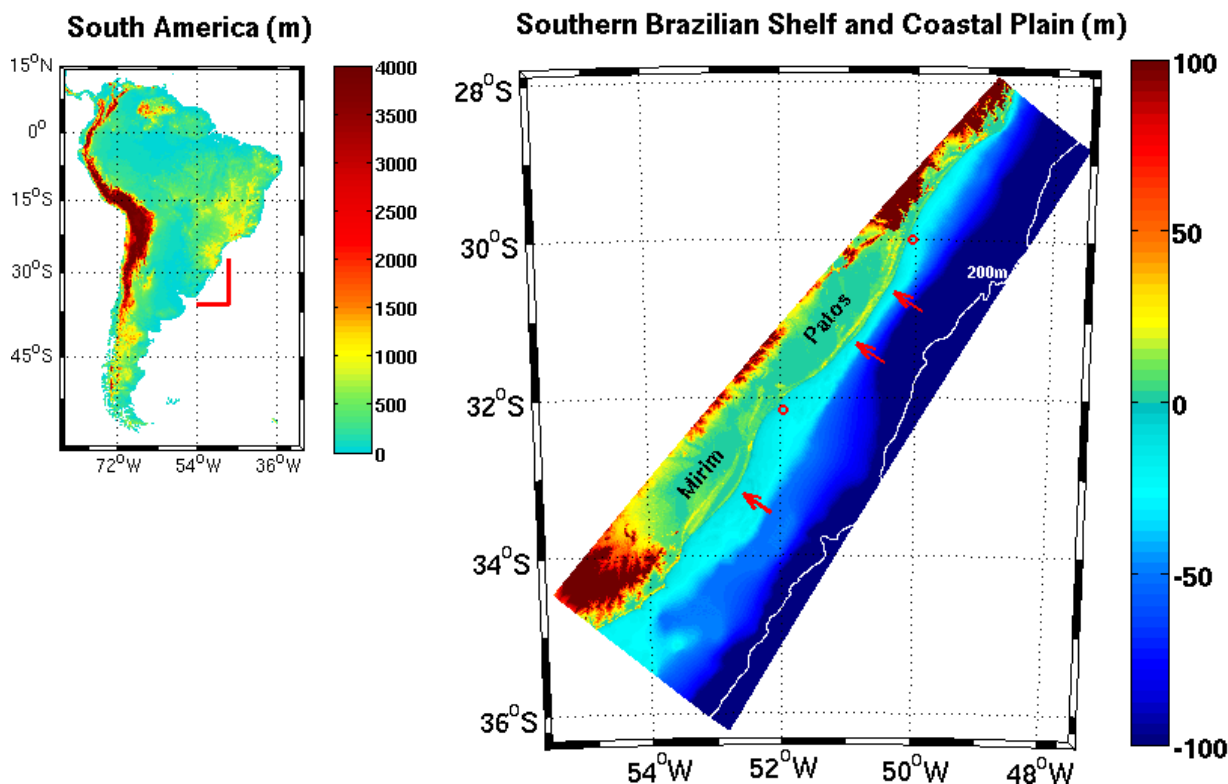 South America (m)
15°N
0°
15°S
30°S
45°S
72°W 54°W 36°W
4000
3500
3000
2500
2000
1500
1000
500
0
Southern Brazilian Shelf and Coastal Plain (m)
28°S
30°S
32°S
34°S
36°S
54°W 52°W 50°W 48°W
200m
Patos
Mirim
100
50
0
-50
-100